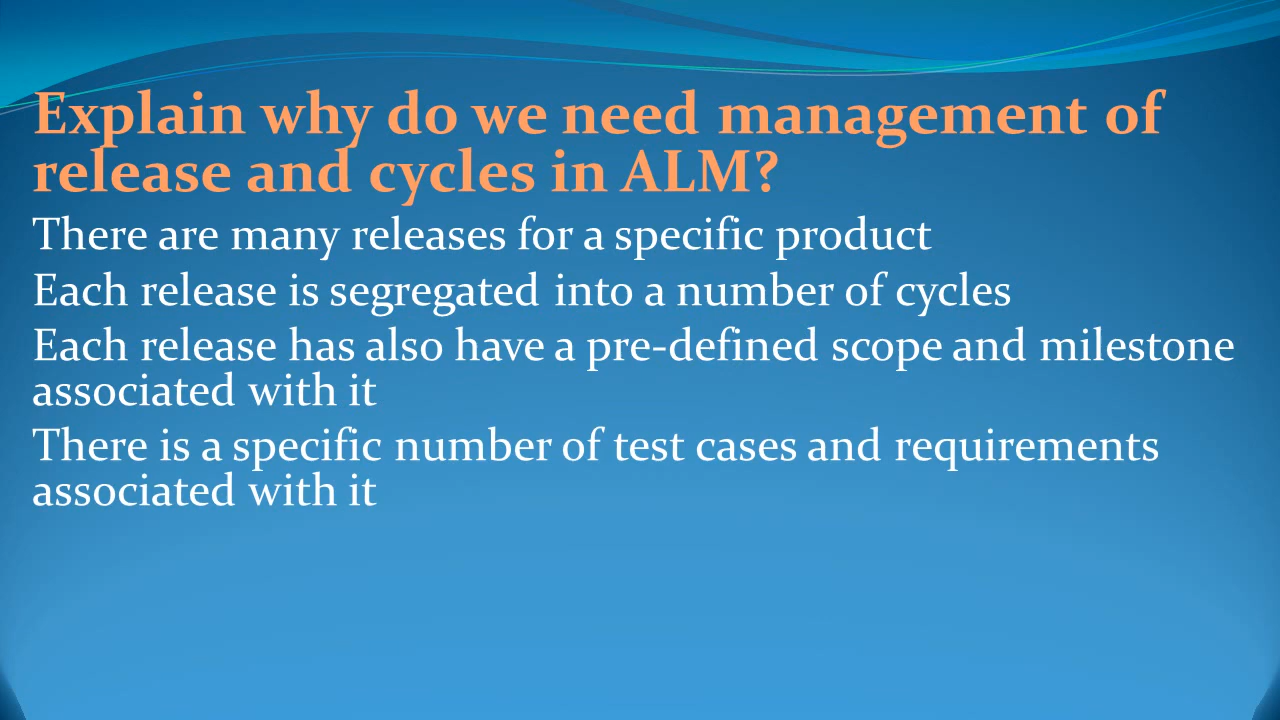 Explain why do we need management of
release and cycles in ALM?
There are many releases for a specific product
Each release is segregated into a number of cycles
Each release has also have a pre-defined scope and milestone
associated with it
There is a specific number of test cases and requirements
associated with it